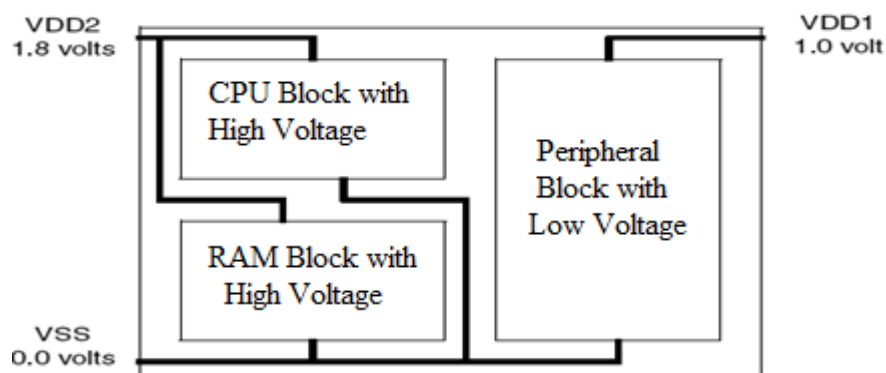 VDD2
1.8 volts
VDD1
1.0 volt
CPU Block with
High Voltage
Peripheral
Block with
Low Voltage
RAM Block with
High Voltage
VSS
0.0 volts